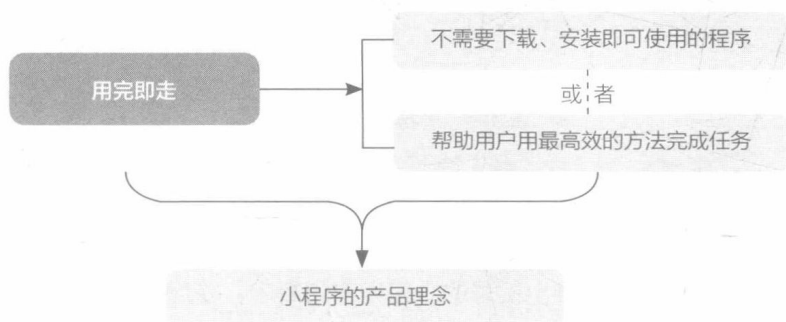 不需要下载、安装即可使用的程序
用完即走
或者
帮助用户用最高效的方法完成任务
小程序的产品理念